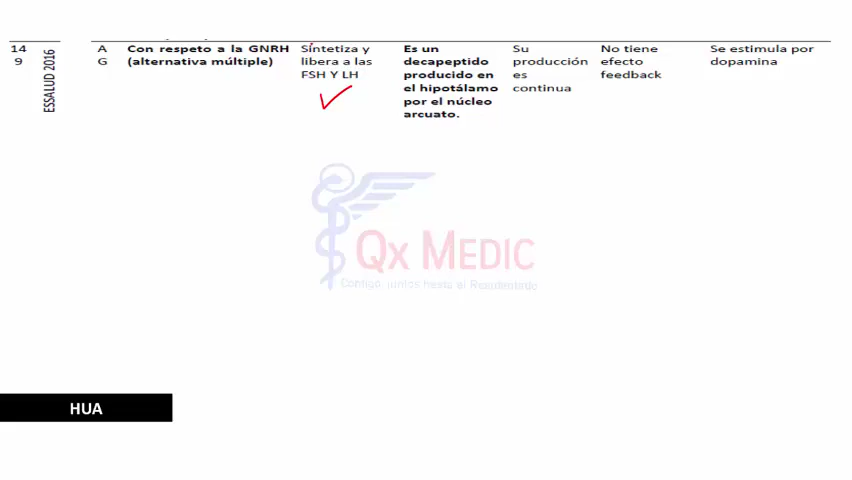 14
9
ESSALUD 2016
A
G
Con respeto a la GNRH
(alternativa múltiple)
Síntetiza y
libera a las
FSH Y LH
Es un
decapeptido
producido en
el hipotálamo
por el núcleo
arcuato.
Su
producción
es
continua
No tiene
efecto
feedback
Se estimula por
dopamina
Qx MEDIC
Contigo, juntos hasta el Residentado
HUA